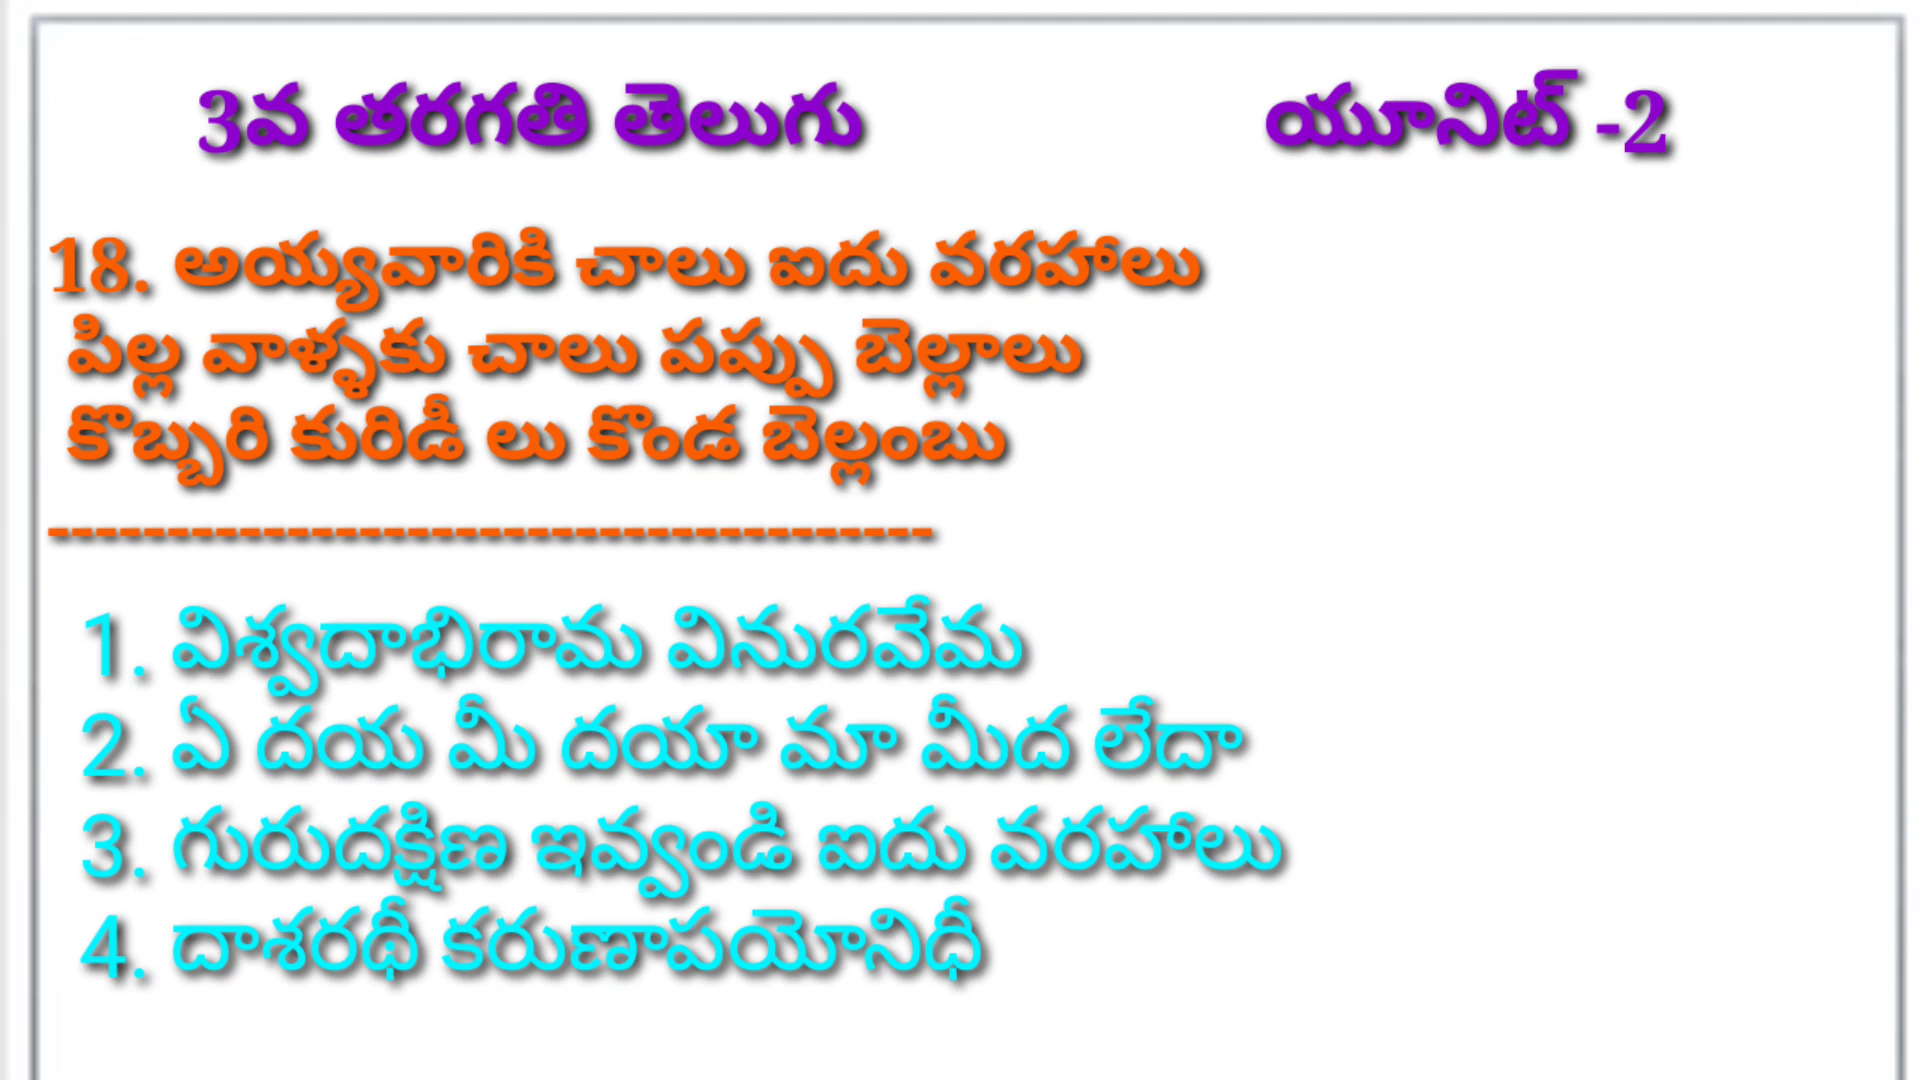 3వ తరగతి తెలుగు యూనిట్ -2
18. అయ్యవారికి చాలు ఐదు వరహాలు
పిల్ల వాళ్ళకు చాలు పప్పు బెల్లాలు
కొబ్బరి కురిడీ లు కొండ బెల్లంబు
-------------------------------------
1. విశ్వదాభిరామ వినురవేమ
2. ఏ దయ మీ దయా మా మీద లేదా
3. గురుదక్షిణ ఇవ్వండి ఐదు వరహాలు
4. దాశరథీ కరుణాపయోనిధీ